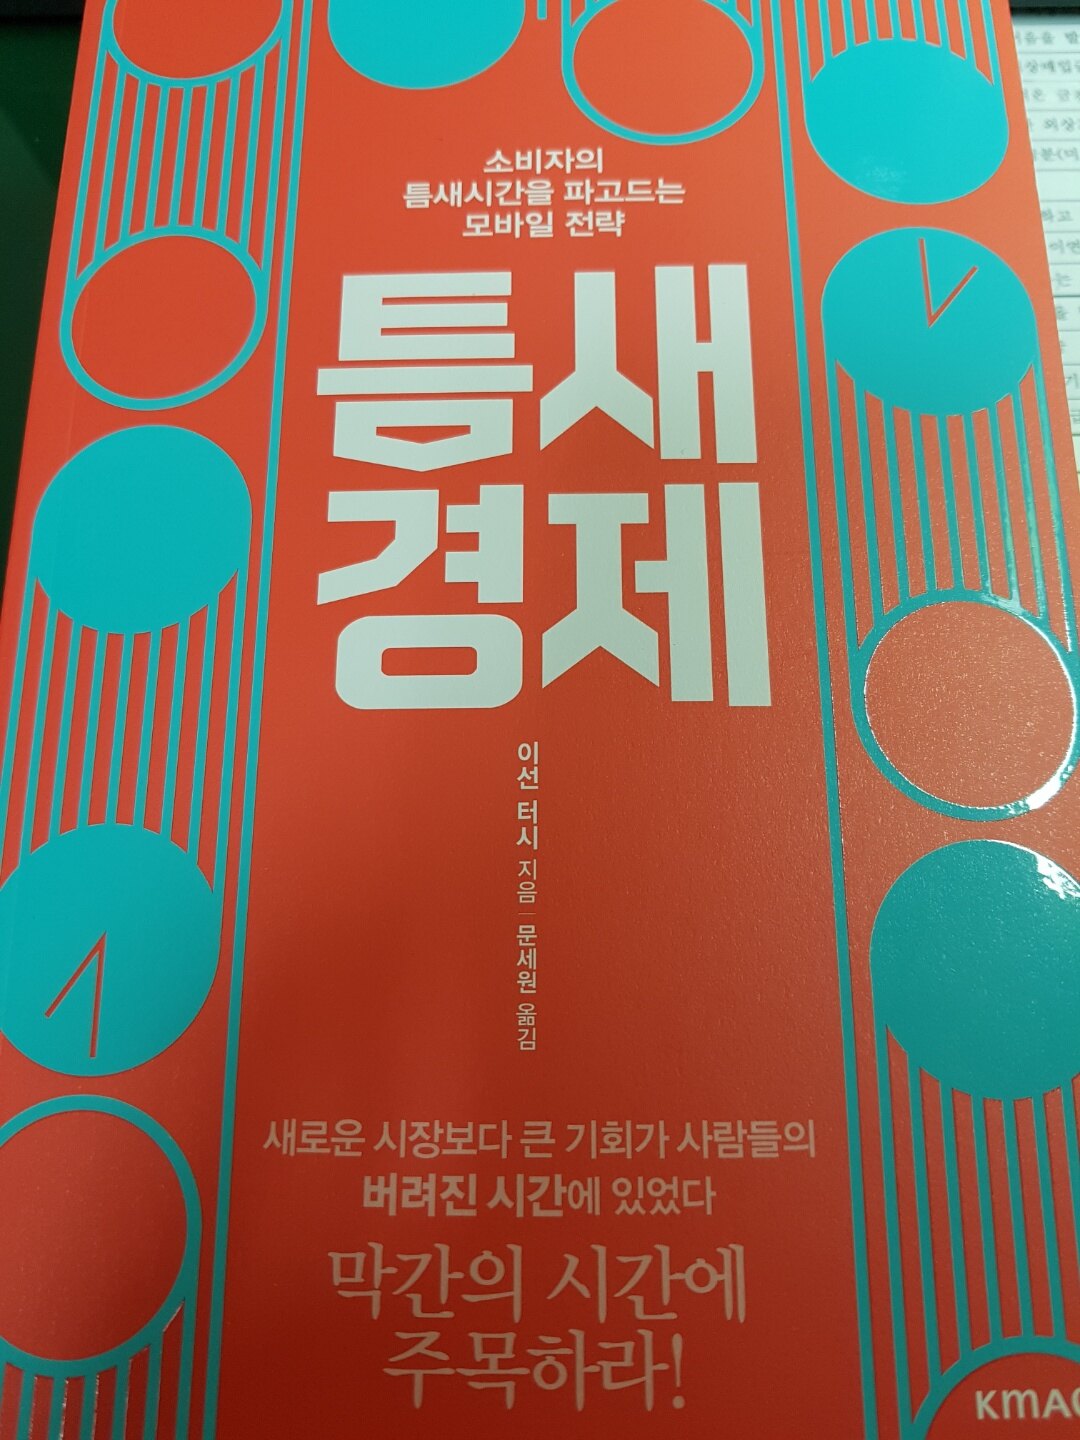 소비자의
틈새시간을 파고드는
모바일 전략
틈새
경제
이선 터시 지음 | 문세원 옮김
새로운 시장보다 큰 기회가 사람들의
버려진 시간에 있었다
막간의 시간에
주목하라!